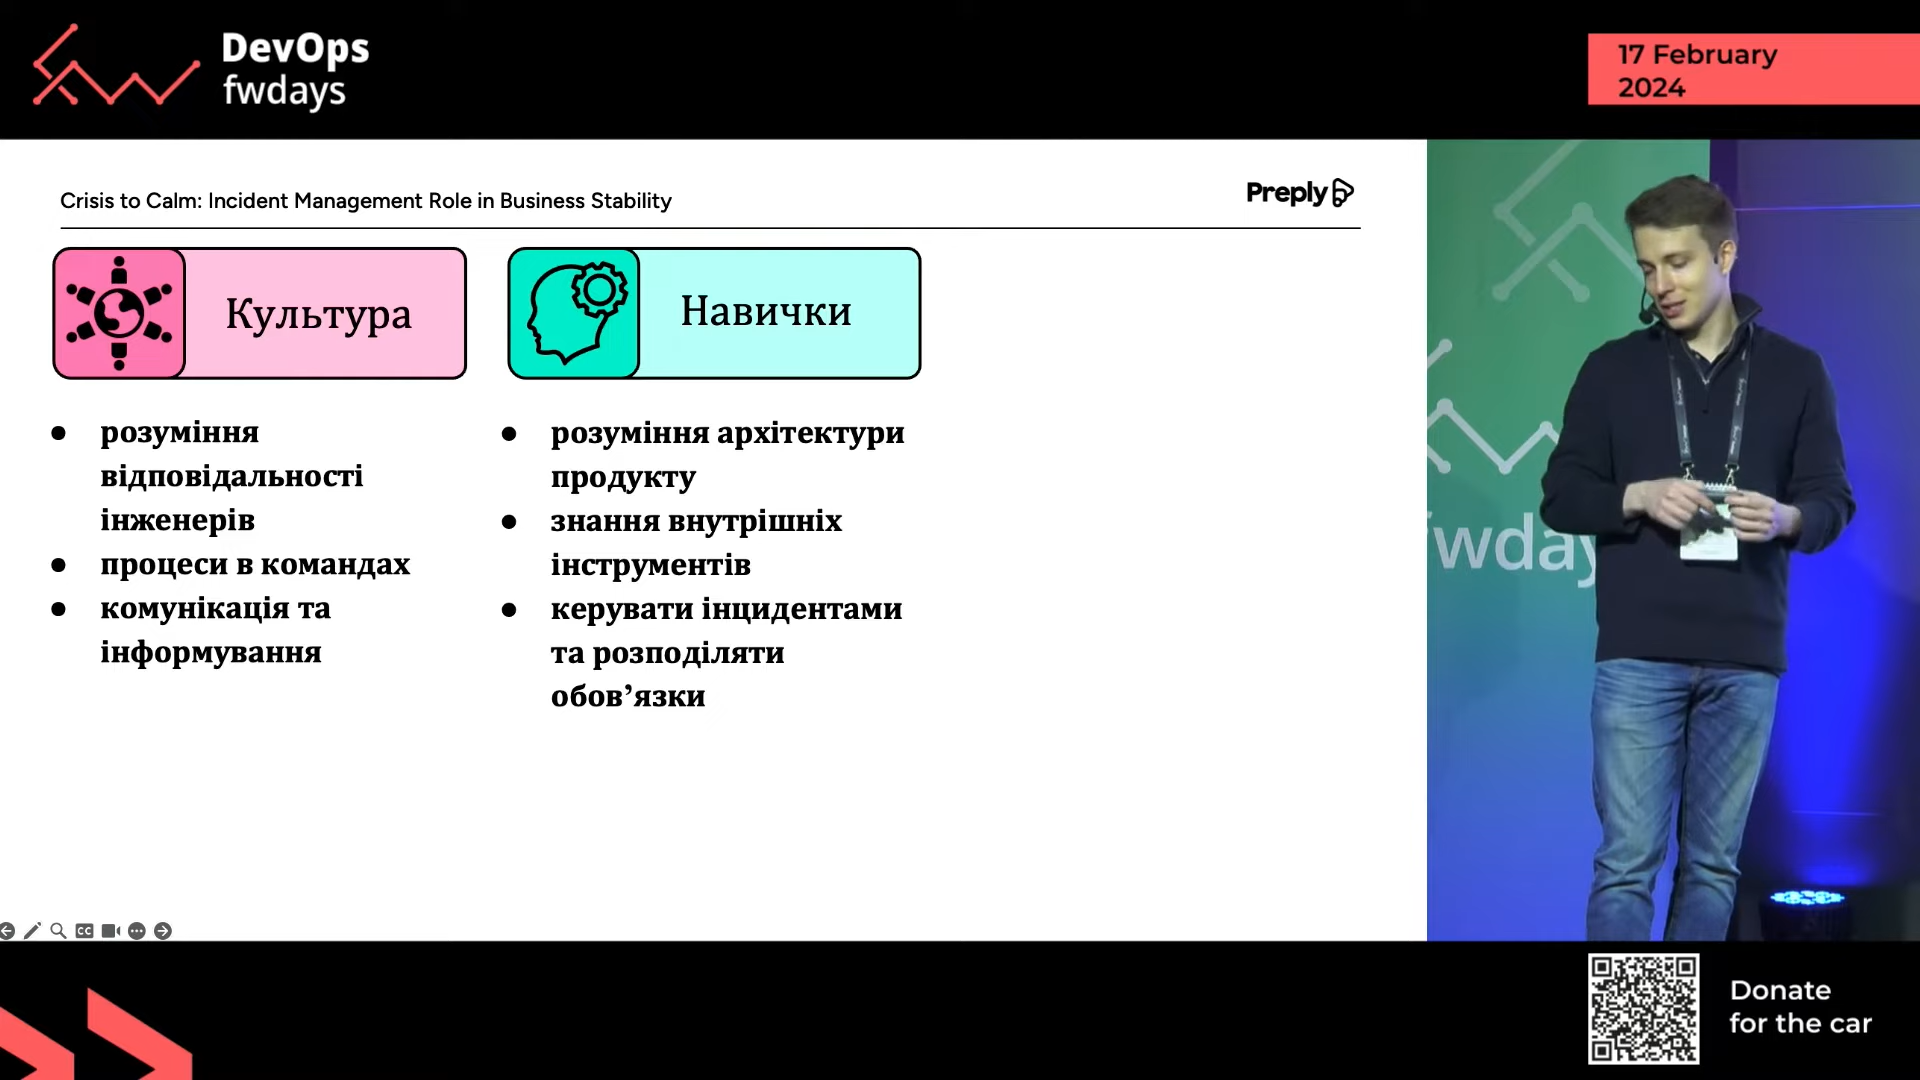 DevOps
fwdays
17 February
2024
Crisis to Calm: Incident Management Role in Business Stability
Preply
Культура
Навички
розуміння
відповідальності
інженерів
процеси в командах
комунікація та
інформування
розуміння архітектури
продукту
знання внутрішніх
інструментів
керувати інцидентами
та розподіляти
обов’язки
CC
fwdays
Donate
for the car